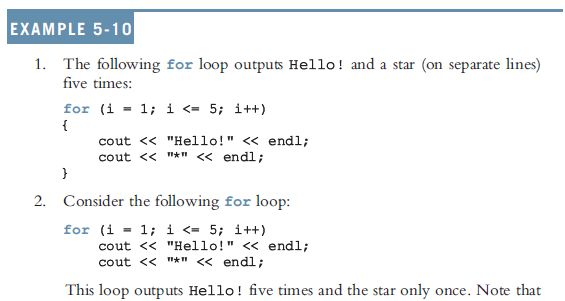 EXAMPLE 5-10
1. The following for loop outputs Hello! and a star (on separate lines)
five times:
for (i = 1; i <= 5; i++)
{
cout << "Hello!" << endl;
cout << "*" << endl;
}
2. Consider the following for loop:
for (i = 1; i <= 5; i++)
cout << "Hello!" << endl;
cout << "*" << endl;
This loop outputs Hello! five times and the star only once. Note that